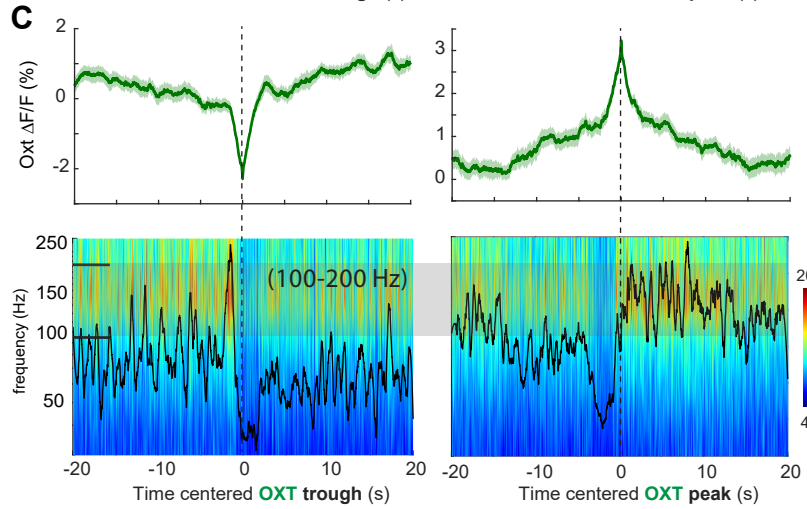 C
Oxt ΔF/F (%)
2
0
-2
3
2
1
0
frequency (Hz)
250
150
100
50
(100-200 Hz)
20
4
-20 -10 0 10 20
-20 -10 0 10 20
Time centered OXT trough (s)
Time centered OXT peak (s)